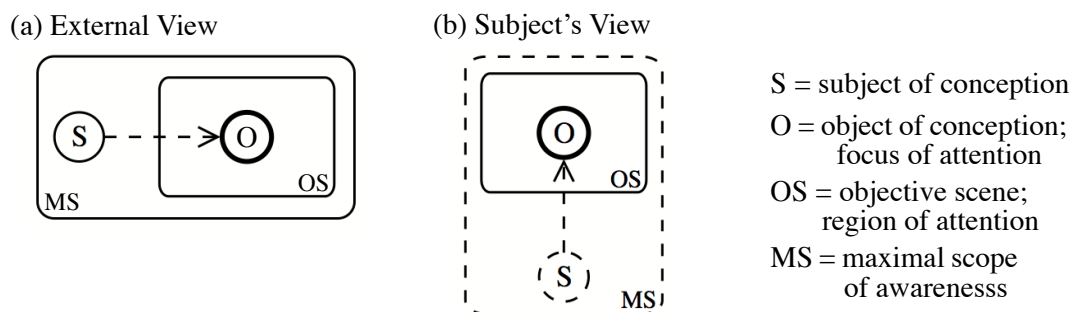 (a) External View
S
O
OS
MS
(b) Subject's View
O
OS
S
MS
S = subject of conception
O = object of conception;
focus of attention
OS = objective scene;
region of attention
MS = maximal scope
of awarenesss